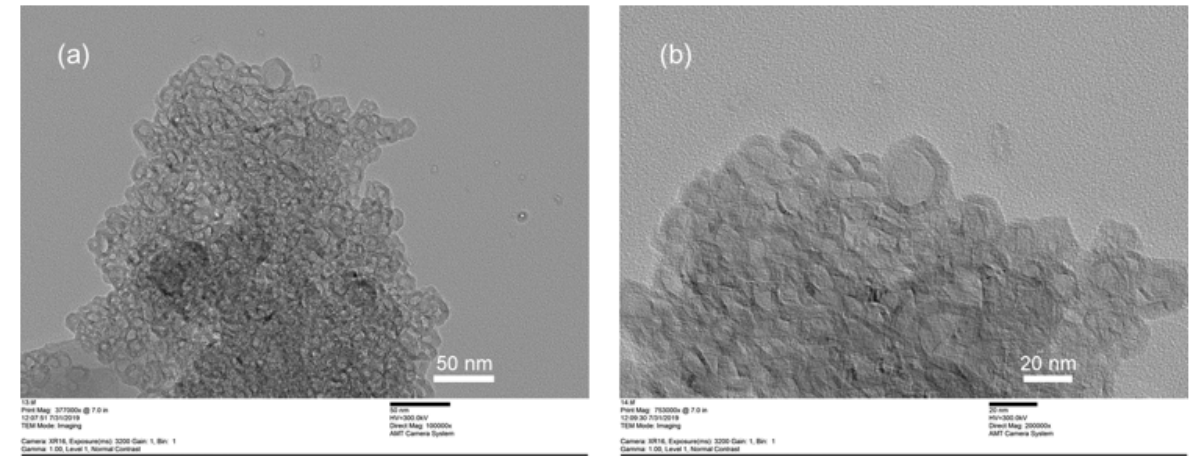 (a)
50 nm
13.tif
Print Mag: 377000x @ 7.0 in
12:07:51 7/31/2019
TEM Mode: Imaging
Camera: XR16, Exposure(ms): 3200 Gain: 1, Bin: 1
Gamma: 1.00, Level 1, Normal Contrast
50 nm
HV=300.0kV
Direct Mag: 100000x
AMT Camera System
(b)
20 nm
14.tif
Print Mag: 753000x @ 7.0 in
12:09:30 7/31/2019
TEM Mode: Imaging
Camera: XR16, Exposure(ms): 3200 Gain: 1, Bin: 1
Gamma: 1.00, Level 1, Normal Contrast
20 nm
HV=300.0kV
Direct Mag: 200000x
AMT Camera System